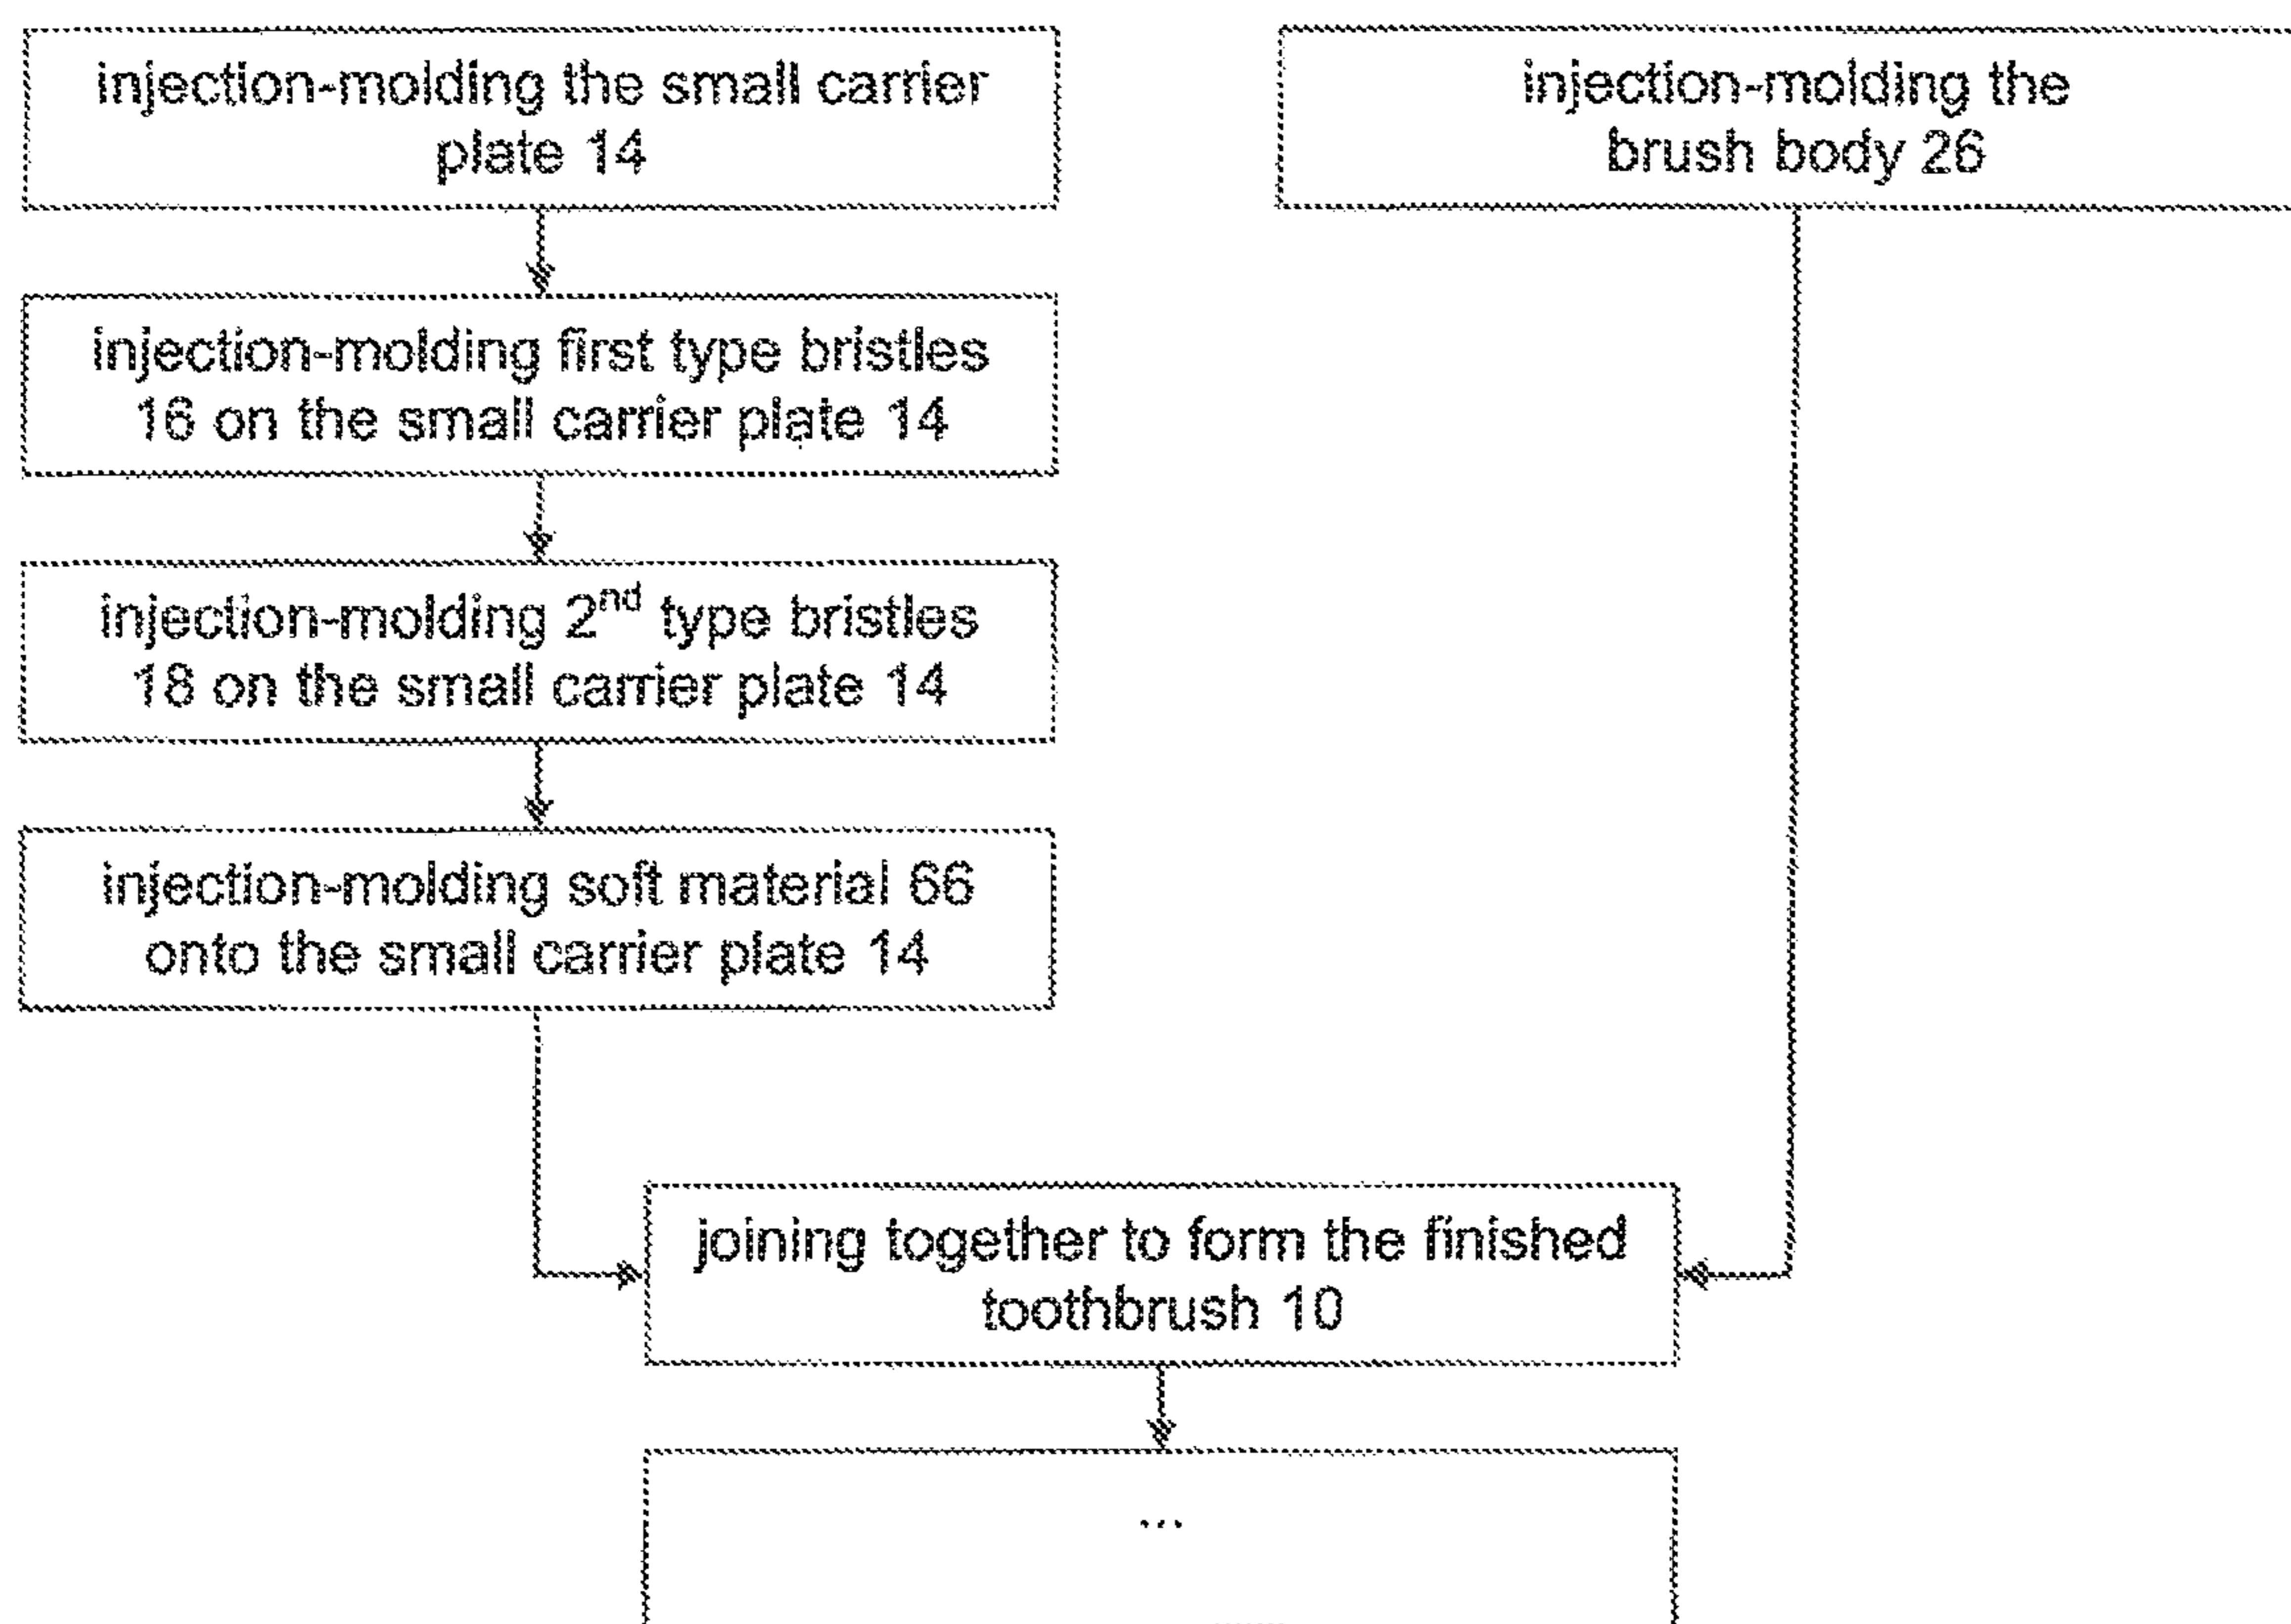 injection-molding the small carrier
plate 14
injection-molding the
brush body 26
injection-molding first type bristles
16 on the small carrier plate 14
injection-molding 2nd type bristles
18 on the small carrier plate 14
injection-molding soft material 66
onto the small carrier plate 14
joining together to form the finished
toothbrush 10
...